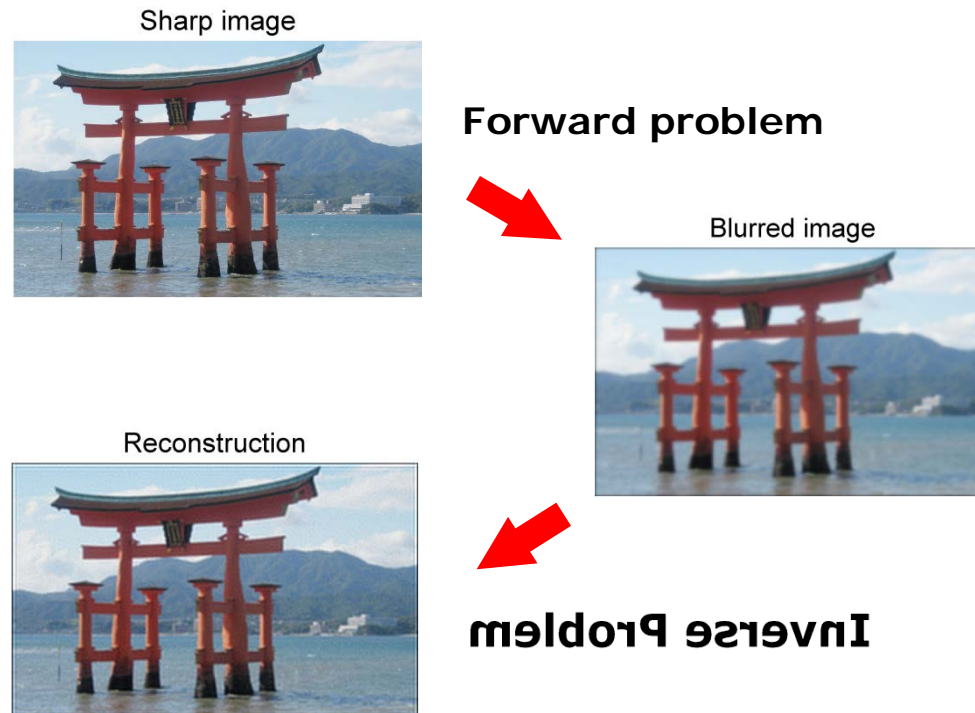 Sharp image
Forward problem
Blurred image
Reconstruction
Inverse Problem